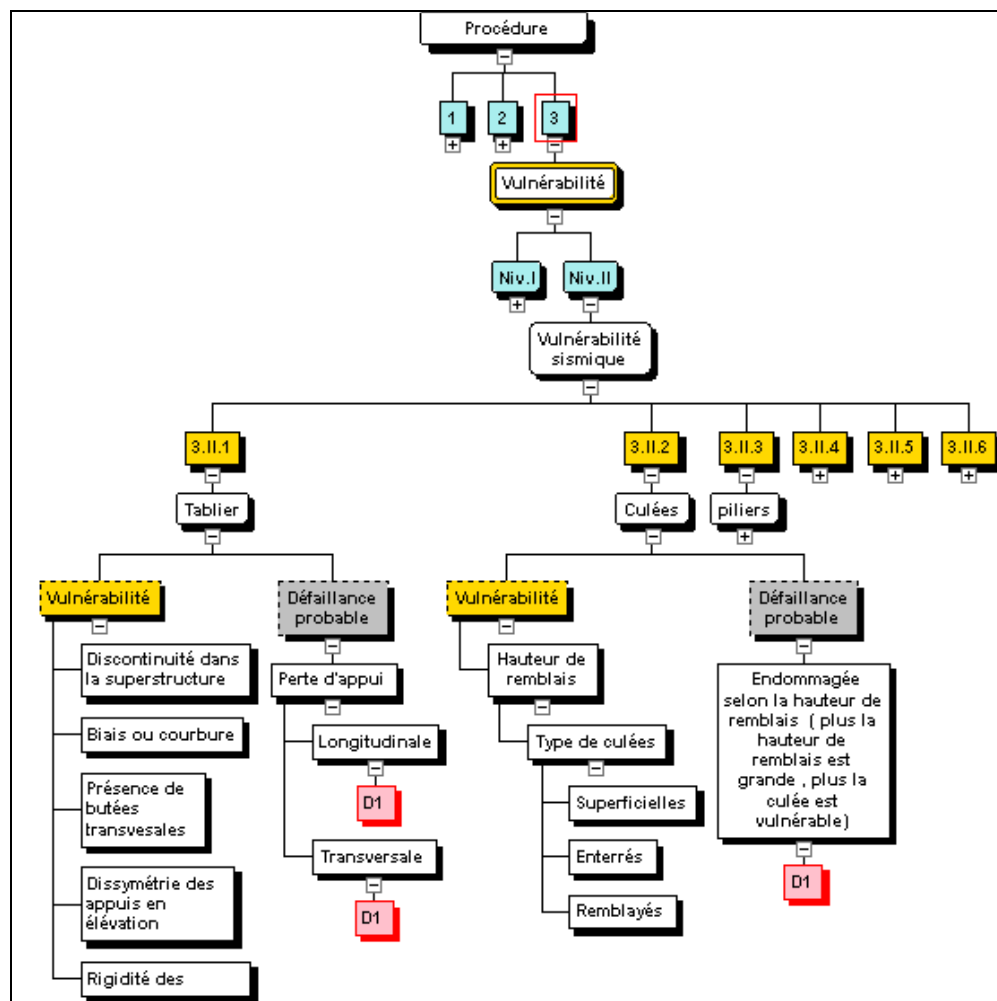 Procédure
1
2
3
Vulnérabilité
Niv.I
Niv.II
Vulnérabilité
sismique
3.II.1
3.II.2
3.II.3
3.II.4
3.II.5
3.II.6
Tablier
Culées
piliers
Vulnérabilité
Discontinuité dans
la superstructure
Biais ou courbure
Présence de
butées
transvesales
Dissymétrie des
appuis en
élévation
Rigidité des
Défaillance
probable
Perte d'appui
Longitudinale
D1
Transversale
D1
Vulnérabilité
Hauteur de
remblais
Type de culées
Superficielles
Enterrés
Remblayés
Défaillance
probable
Endommagée
selon la hauteur de
remblais ( plus la
hauteur de
remblais est
grande , plus la
culée est
vulnérable)
D1